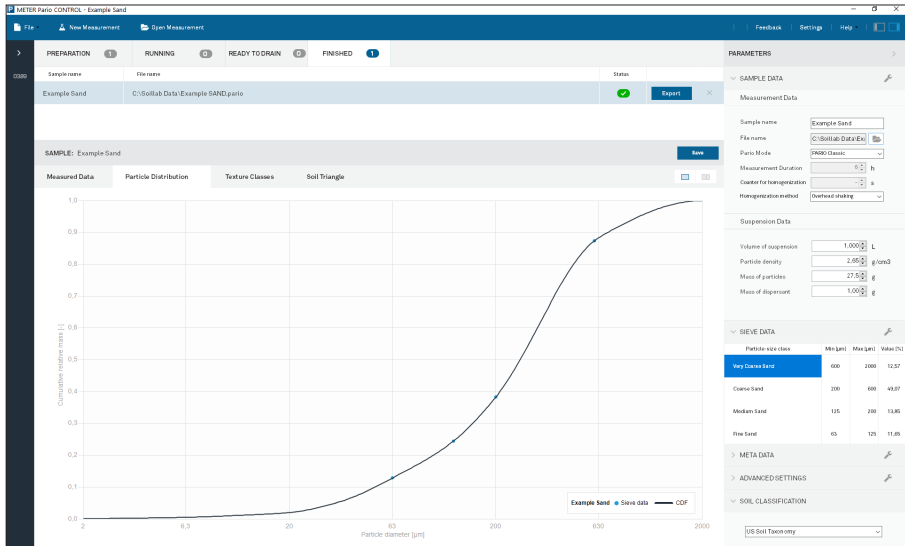 METER Pario CONTROL - Example Sand
File
New Measurement
Open Measurement
Feedback
Settings
Help
PREPARATION 1
RUNNING 0
READY TO DRAIN 0
FINISHED 1
PARAMETERS
0389
Sample name File name Status
Example Sand C:\Soillab Data\Example SAND.pario Export
SAMPLE: Example Sand Save
Measured Data Particle Distribution Texture Classes Soil Triangle
1,0
0,9
0,8
0,7
0,6
0,5
0,4
0,3
0,2
0,1
0,0
Cumulative relative mass [-]
2 6,3 20 63 200 630 2000
Particle diameter [µm]
Example Sand Sieve data CDF
SAMPLE DATA
Measurement Data
Sample name Example Sand
File name C:\Soillab Data\Ex
Pario Mode PARIO Classic
Measurement Duration 8 h
Counter for homogenization - s
Homogenization method Overhead shaking
Suspension Data
Volume of suspension 1,000 L
Particle density 2,65 g/cm3
Mass of particles 27,5 g
Mass of dispersant 1,00 g
SIEVE DATA
Particle-size class Min [µm] Max [µm] Value [%]
Very Coarse Sand 600 2000 12,57
Coarse Sand 200 600 49,07
Medium Sand 125 200 13,85
Fine Sand 63 125 11,65
META DATA
ADVANCED SETTINGS
SOIL CLASSIFICATION
US Soil Taxonomy